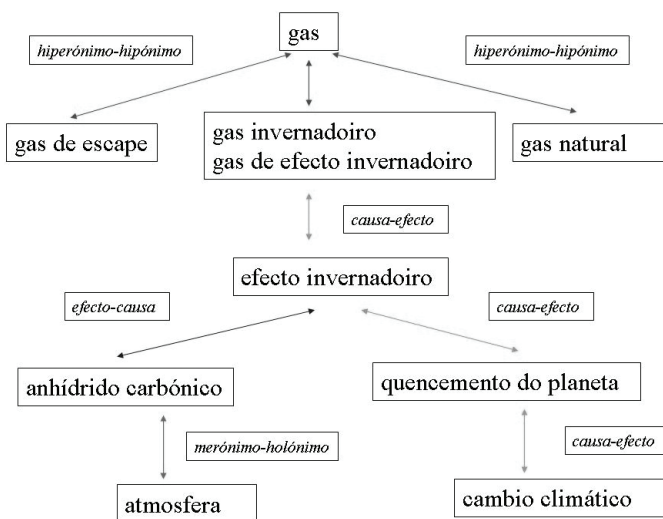 gas
hiperónimo-hipónimo
hiperónimo-hipónimo
gas de escape
gas invernadoiro
gas de efecto invernadoiro
gas natural
causa-efecto
efecto invernadoiro
efecto-causa
causa-efecto
anhídrido carbónico
quencemento do planeta
merónimo-holónimo
causa-efecto
atmosfera
cambio climático